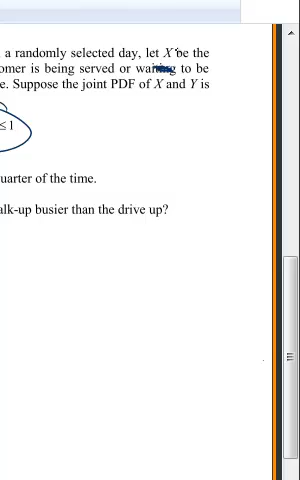 a randomly selected day, let X be the
omer is being served or waiting to be
e. Suppose the joint PDF of X and Y is
≤ 1
uarter of the time.
alk-up busier than the drive up?